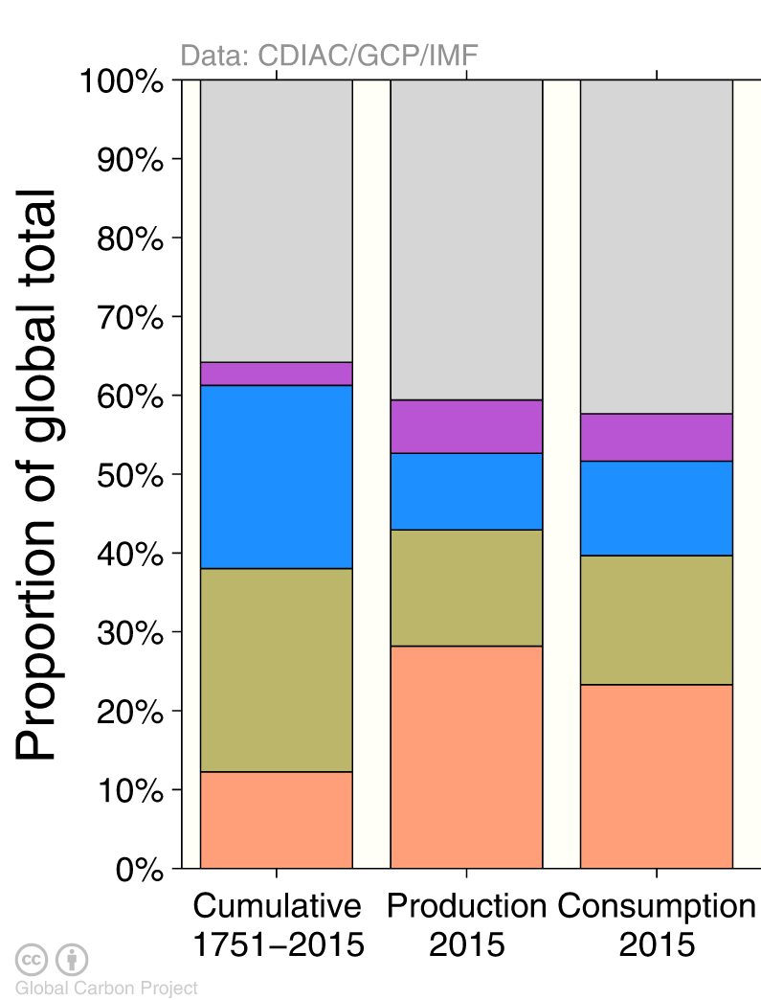 Data: CDIAC/GCP/IMF
Proportion of global total
100%
90%
80%
70%
60%
50%
40%
30%
20%
10%
0%
Cumulative
1751–2015
Production
2015
Consumption
2015
cc
Global Carbon Project